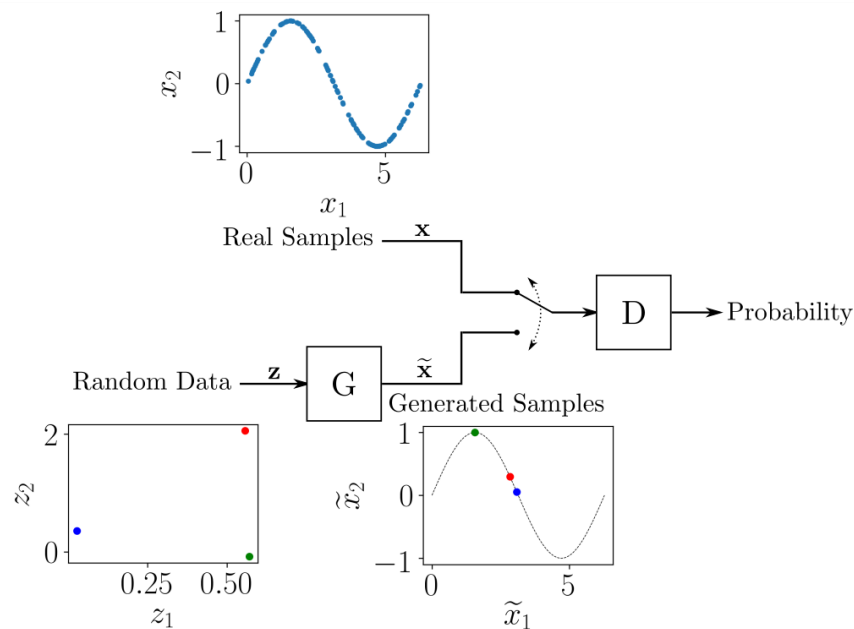 1
x₂
0
−1
0 5
x₁
Real Samples
x
D
Probability
Random Data
z
G
x̃
Generated Samples
2
z₂
0
0.25 0.50
z₁
1
x̃₂
0
−1
0 5
x̃₁